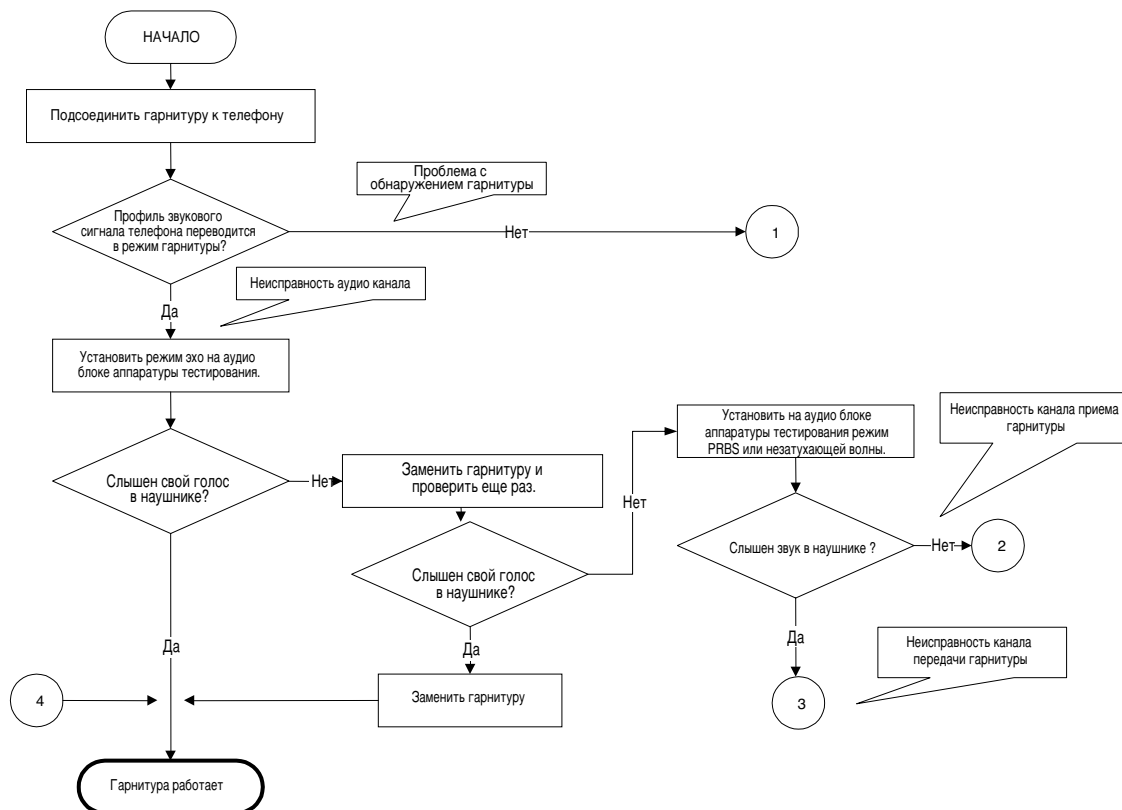 НАЧАЛО
Подсоединить гарнитуру к телефону
Проблема с
обнаружением гарнитуры
Профиль звукового
сигнала телефона переводится
в режим гарнитуры?
Нет
1
Неисправность аудио канала
Да
Установить режим эхо на аудио
блоке аппаратуры тестирования.
Слышен свой голос
в наушнике?
Нет
Заменить гарнитуру и
проверить еще раз.
Нет
Установить на аудио блоке
аппаратуры тестирования режим
PRBS или незатухающей волны.
Неисправность канала приема
гарнитуры
Слышен свой голос
в наушнике?
Слышен звук в наушнике ?
Нет
2
Да
Да
Да
Неисправность канала
передачи гарнитуры
4
Заменить гарнитуру
3
Гарнитура работает